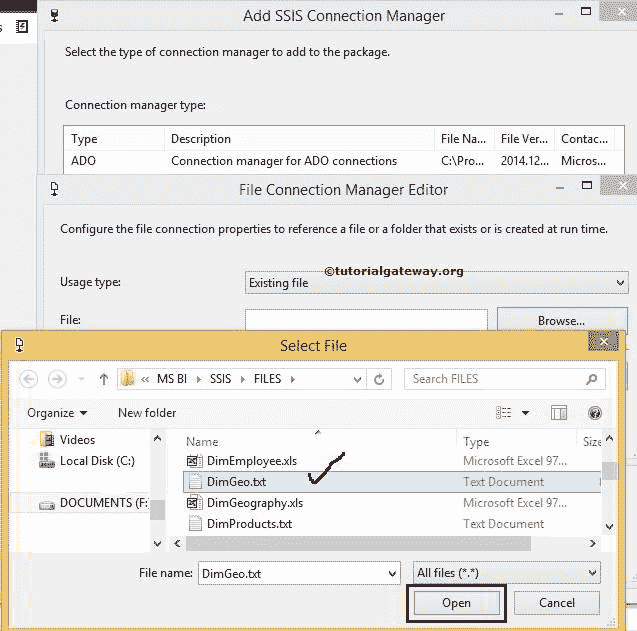 Add SSIS Connection Manager
s
Select the type of connection manager to add to the package.
Connection manager type:
Type Description File Na... File Ver... Contac...
ADO Connection manager for ADO connections C:\Pro... 2014.12... Micros...
File Connection Manager Editor
Configure the file connection properties to reference a file or a folder that exists or is created at run time.
©tutorialgateway.org
Usage type: Existing file
File: Browse...
Select File
« MS BI SSIS FILES Search FILES
Organize New folder
Name Type Size
Videos DimEmployee.xls Microsoft Excel 97...
Local Disk (C:) DimGeo.txt Text Document
DOCUMENTS (F: DimGeography.xls Microsoft Excel 97...
DimProducts.txt Text Document
File name: DimGeo.txt All files (*.*)
Open Cancel